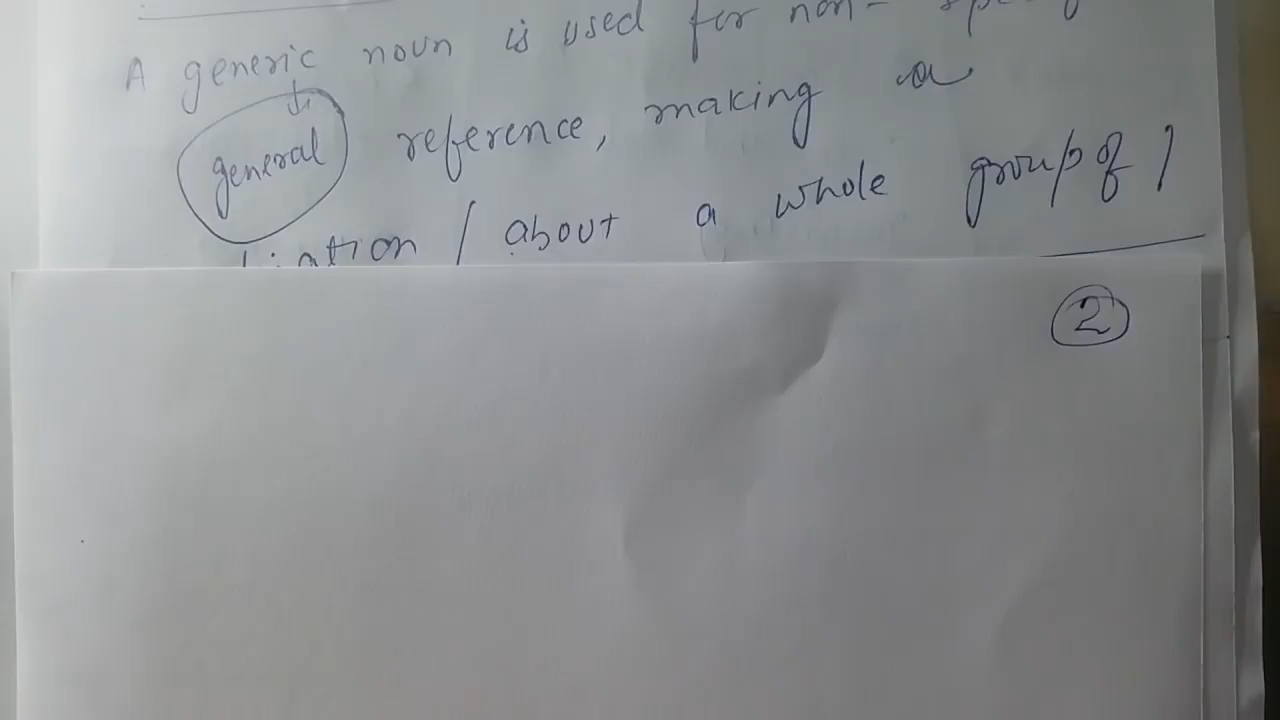 A generic noun is used for non-
general reference, making a
about a whole group of /
2